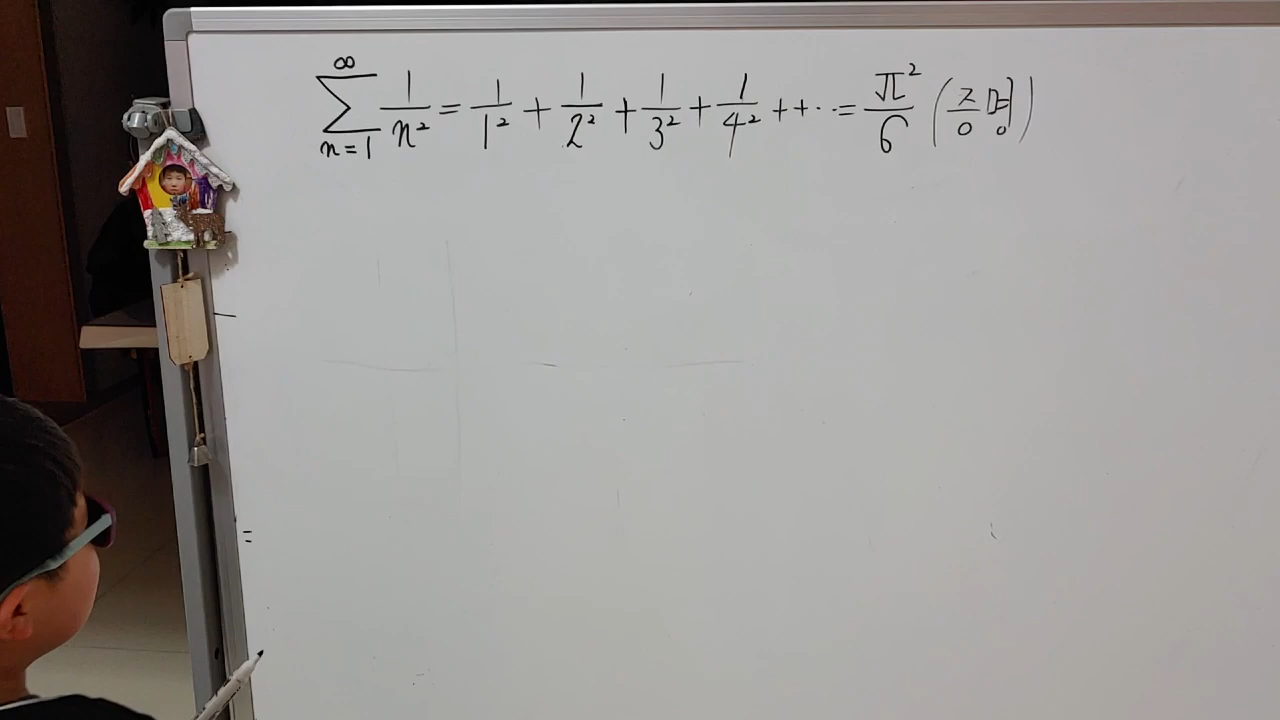 ∞∑n=1 1/n² = 1/1² + 1/2² + 1/3² + 1/4² + + ·· = π²/6 (증명)
=